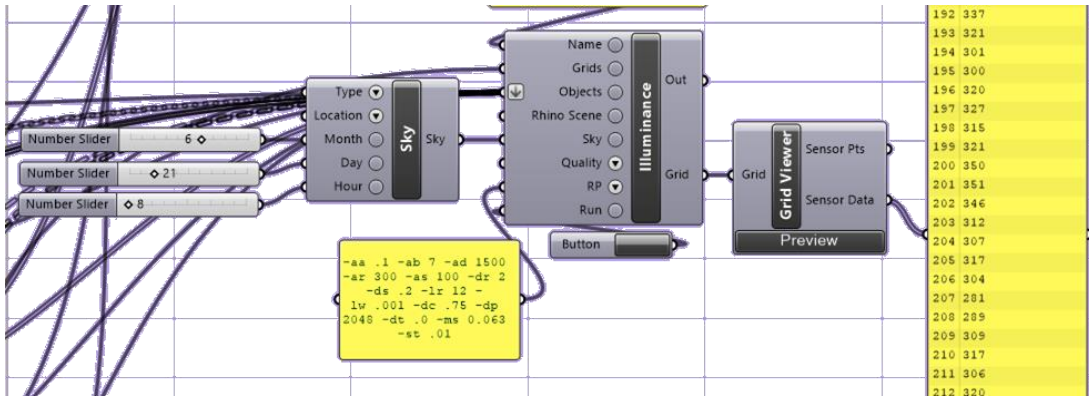 Number Slider 6
Number Slider 21
Number Slider 8
Type
Location
Month
Day
Hour
Sky
Sky
-aa .1 -ab 7 -ad 1500
-ar 300 -as 100 -dr 2
-ds .2 -lr 12 -
lw .001 -dc .75 -dp
2048 -dt .0 -ms 0.063
-st .01
Name
Grids
Objects
Rhino Scene
Sky
Quality
RP
Run
Illuminance
Out
Grid
Button
Grid
Grid Viewer
Sensor Pts
Sensor Data
Preview
192 337
193 321
194 301
195 300
196 320
197 327
198 315
199 321
200 350
201 351
202 346
203 312
204 307
205 317
206 304
207 281
208 289
209 309
210 317
211 306
212 320